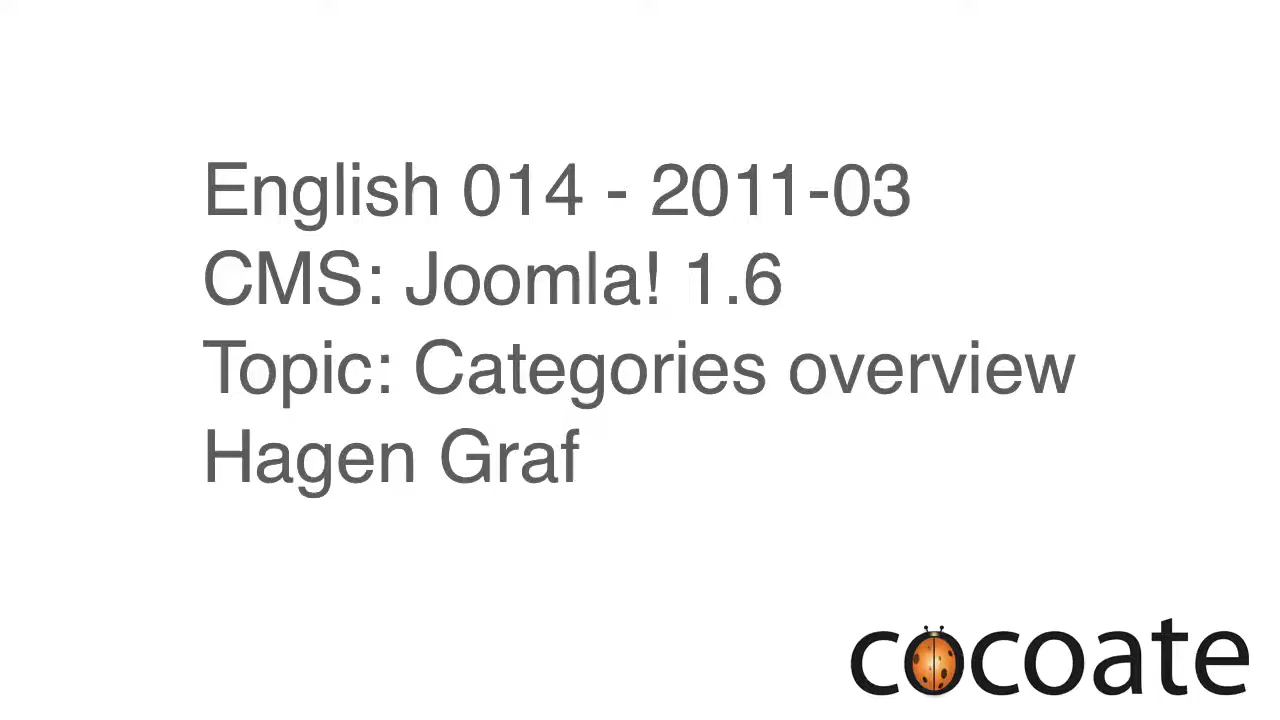 English 014 - 2011-03
CMS: Joomla! 1.6
Topic: Categories overview
Hagen Graf
cocoate